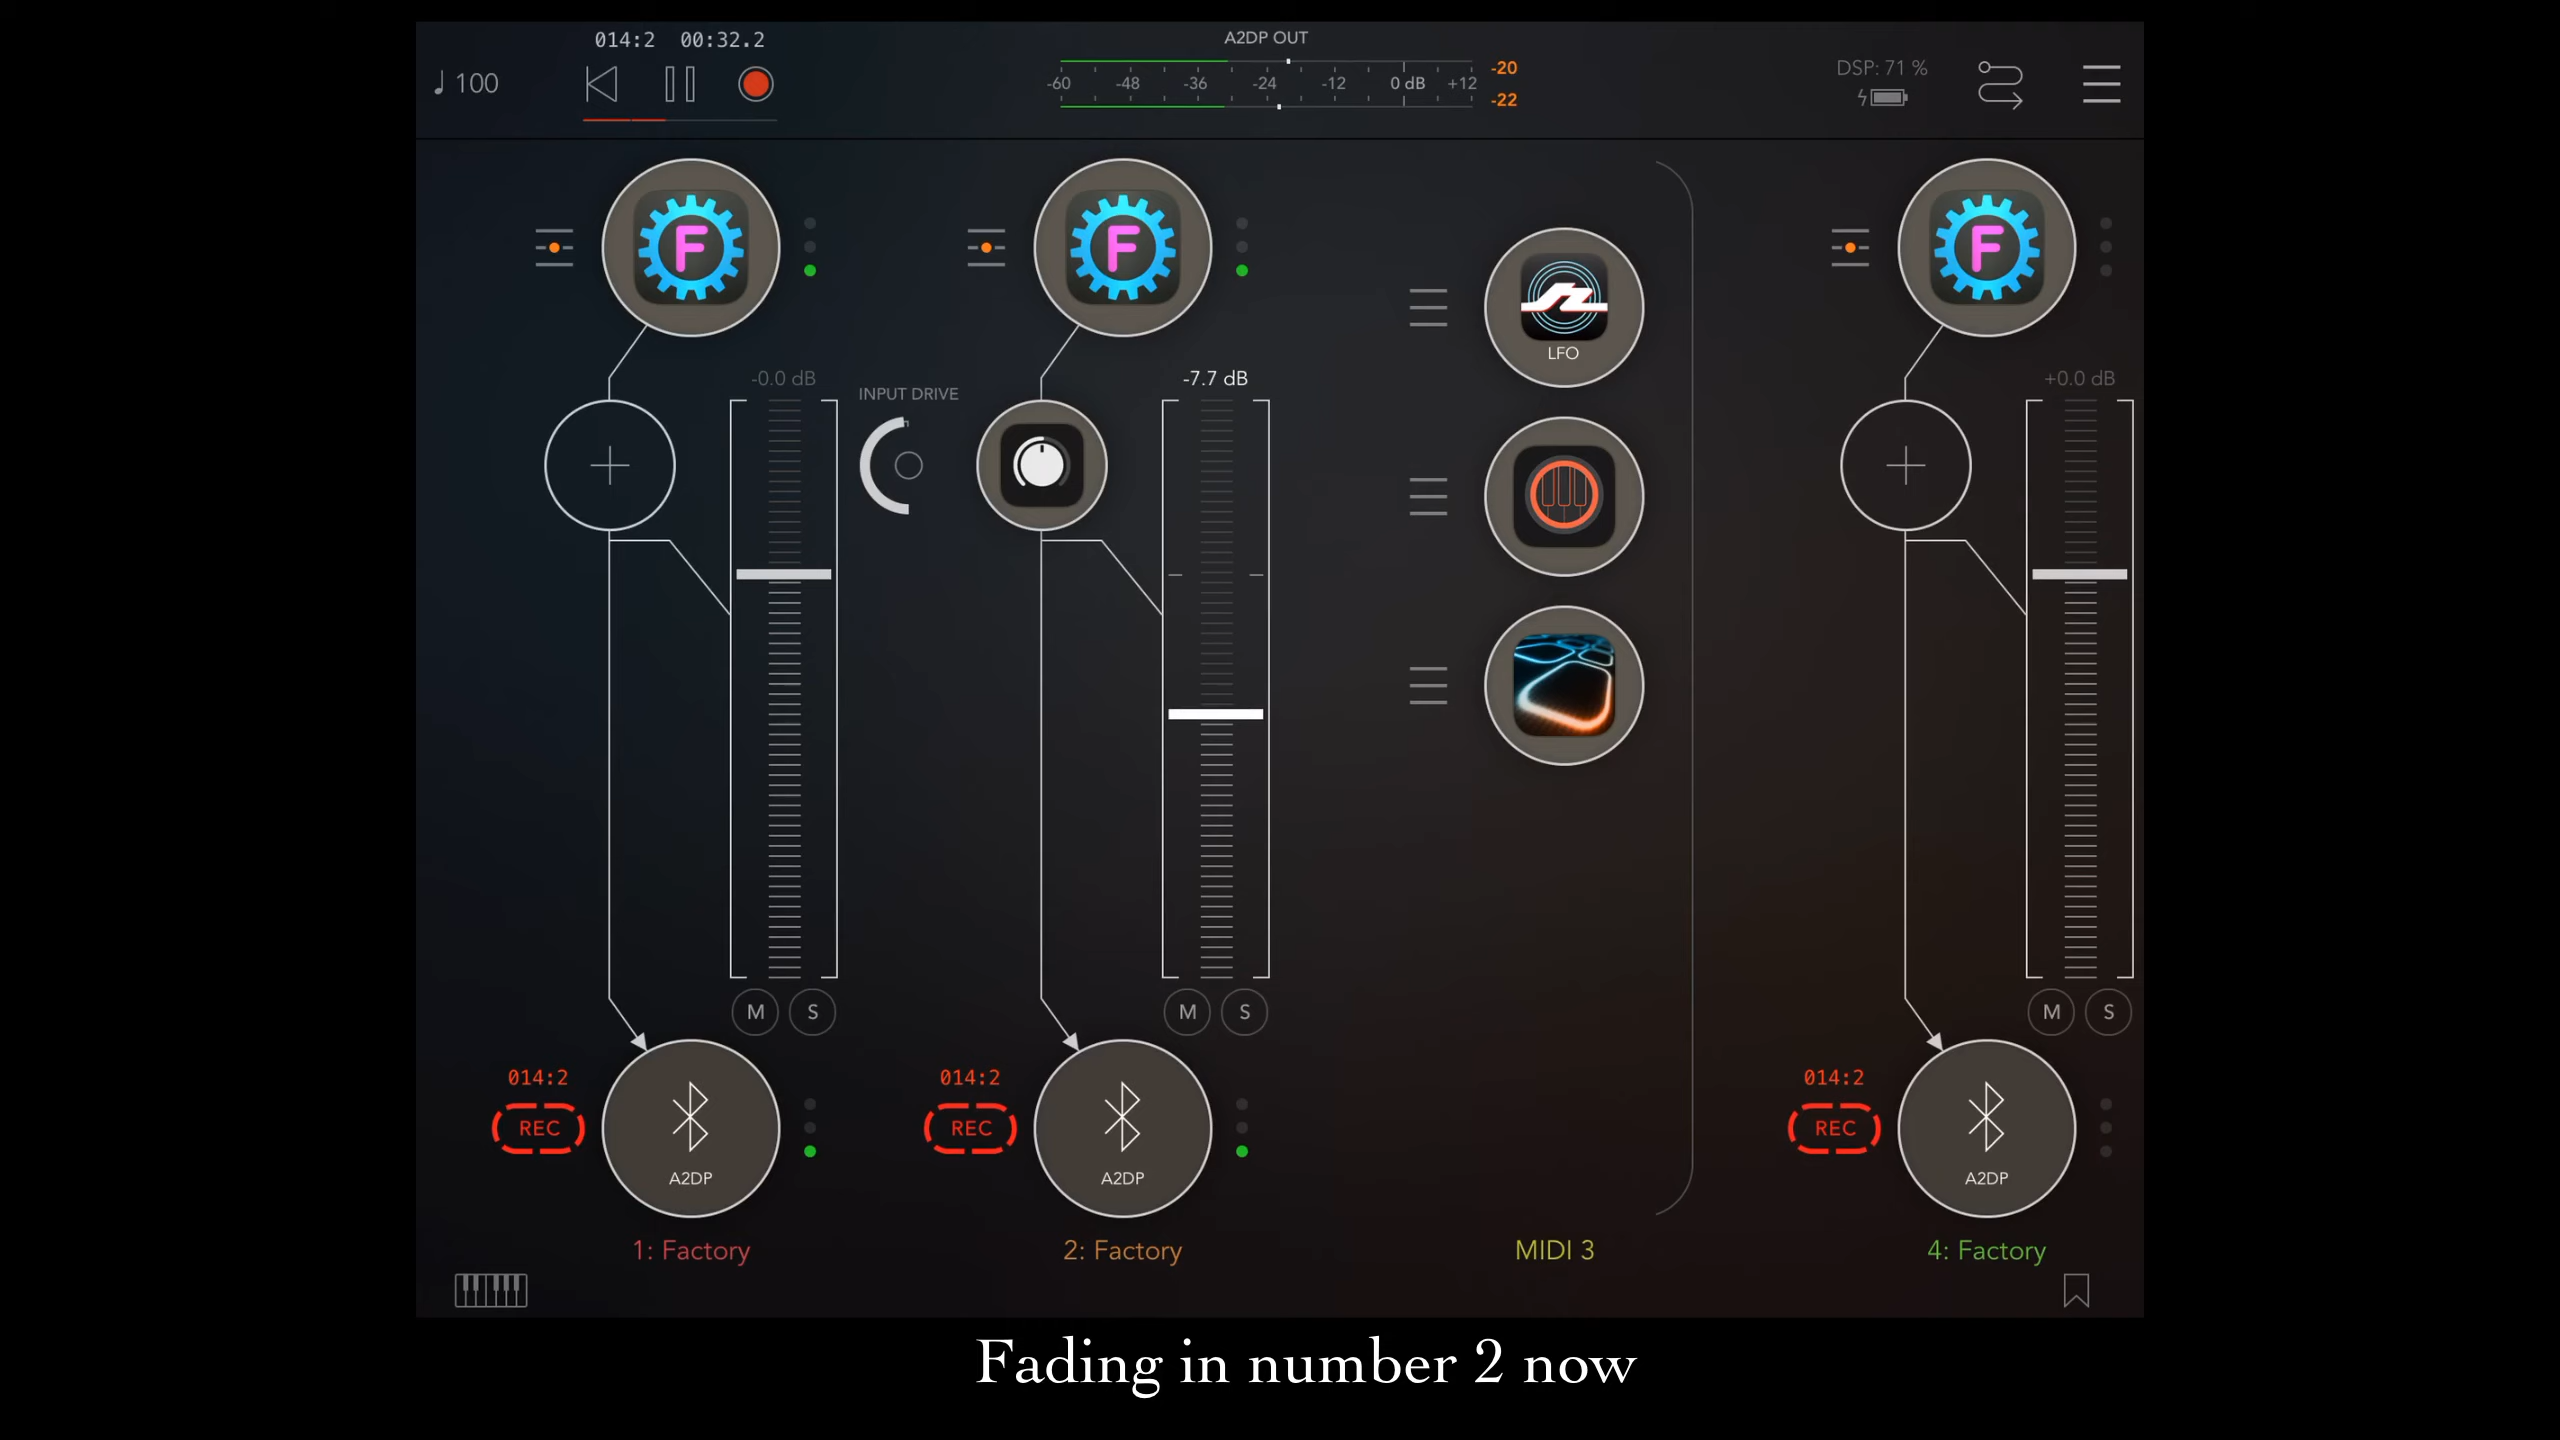 014:2 00:32.2
A2DP OUT
100
-60 -48 -36 -24 -12 0 dB +12
-20
-22
DSP: 71 %
F
F
F
LFO
-0.0 dB
INPUT DRIVE
-7.7 dB
+0.0 dB
M S
M S
M S
014:2
REC
A2DP
014:2
REC
A2DP
014:2
REC
A2DP
1: Factory
2: Factory
MIDI 3
4: Factory
Fading in number 2 now